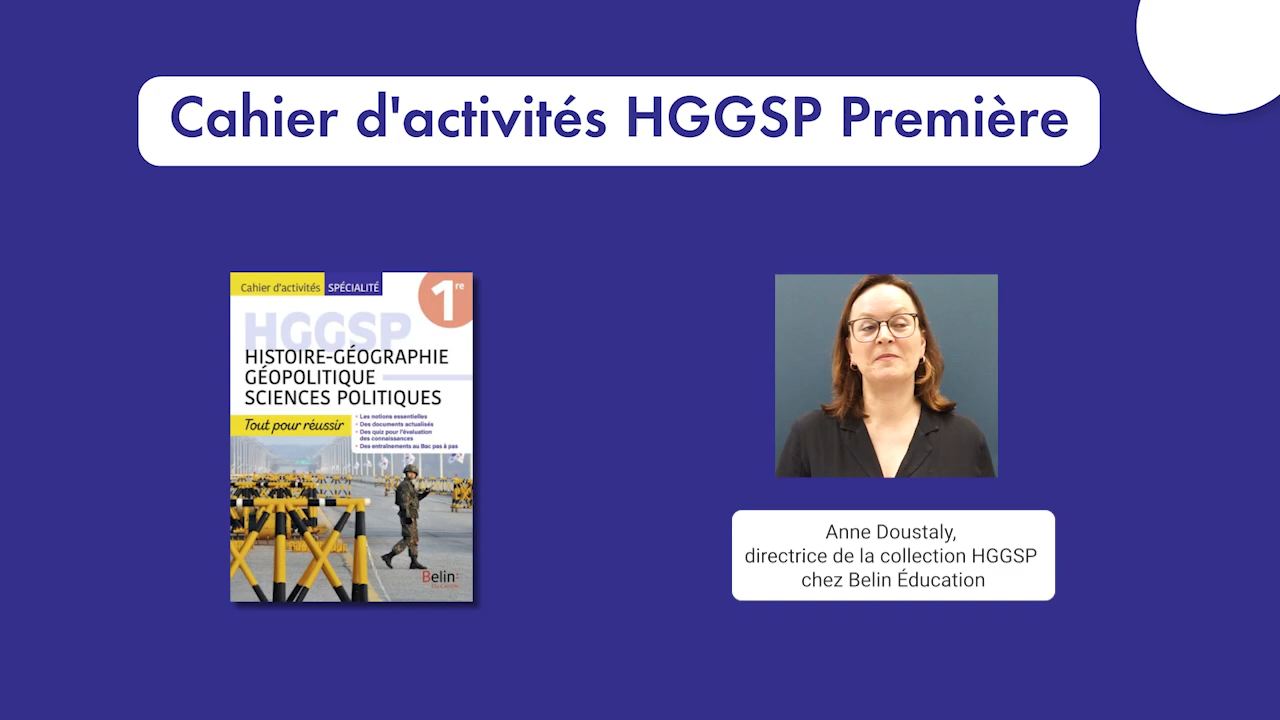 Cahier d'activités HGGSP Première
Cahier d'activités SPÉCIALITÉ
1re
HGGSP
HISTOIRE-GÉOGRAPHIE
GÉOPOLITIQUE
SCIENCES POLITIQUES
Tout pour réussir
• Les notions essentielles
• Des documents actualisés
• Des quiz pour l'évaluation
des connaissances
• Des entraînements au Bac pas à pas
Belin:
Anne Doustaly,
directrice de la collection HGGSP
chez Belin Éducation